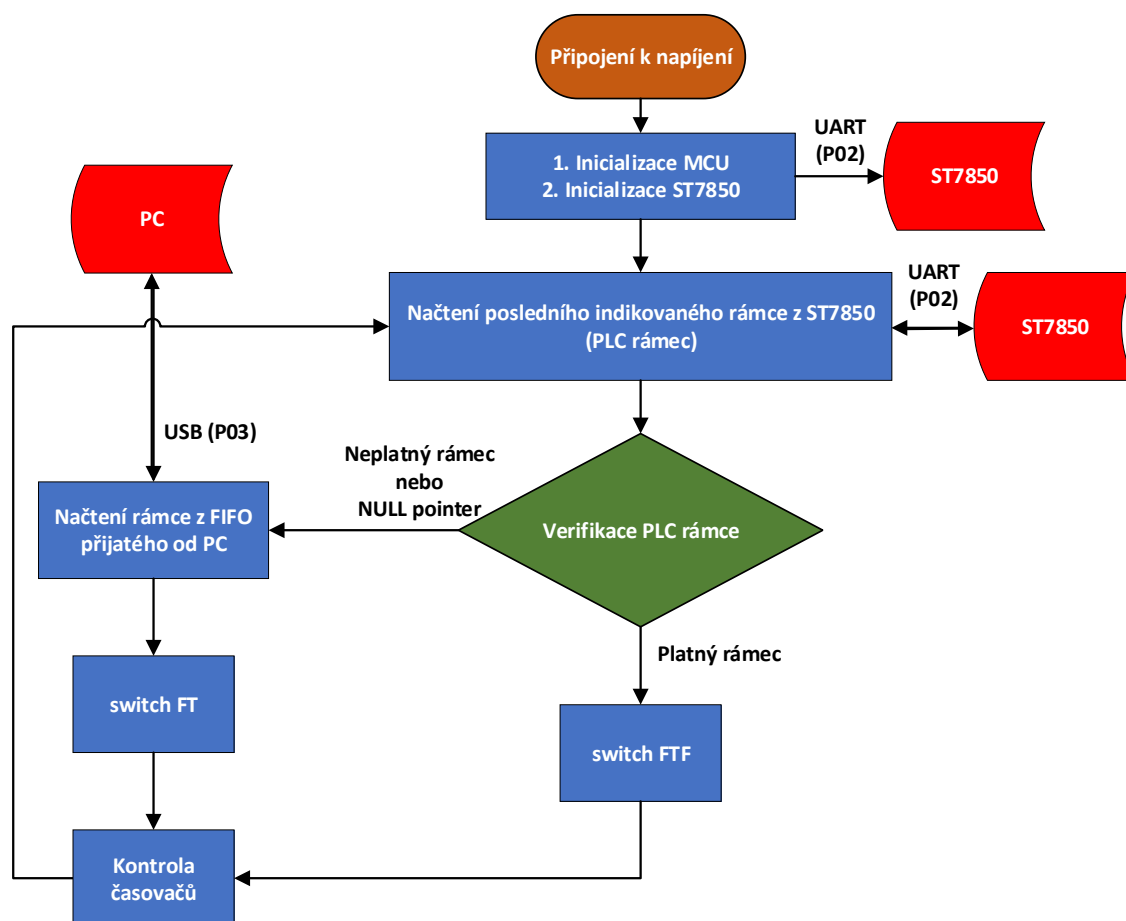 Připojení k napíjení
1. Inicializace MCU
2. Inicializace ST7850
UART
(P02)
ST7850
PC
Načtení posledního indikovaného rámce z ST7850
(PLC rámec)
UART
(P02)
ST7850
USB (P03)
Neplatný rámec
nebo
NULL pointer
Načtení rámce z FIFO
přijatého od PC
Verifikace PLC rámce
Platný rámec
switch FT
switch FTF
Kontrola
časovačů